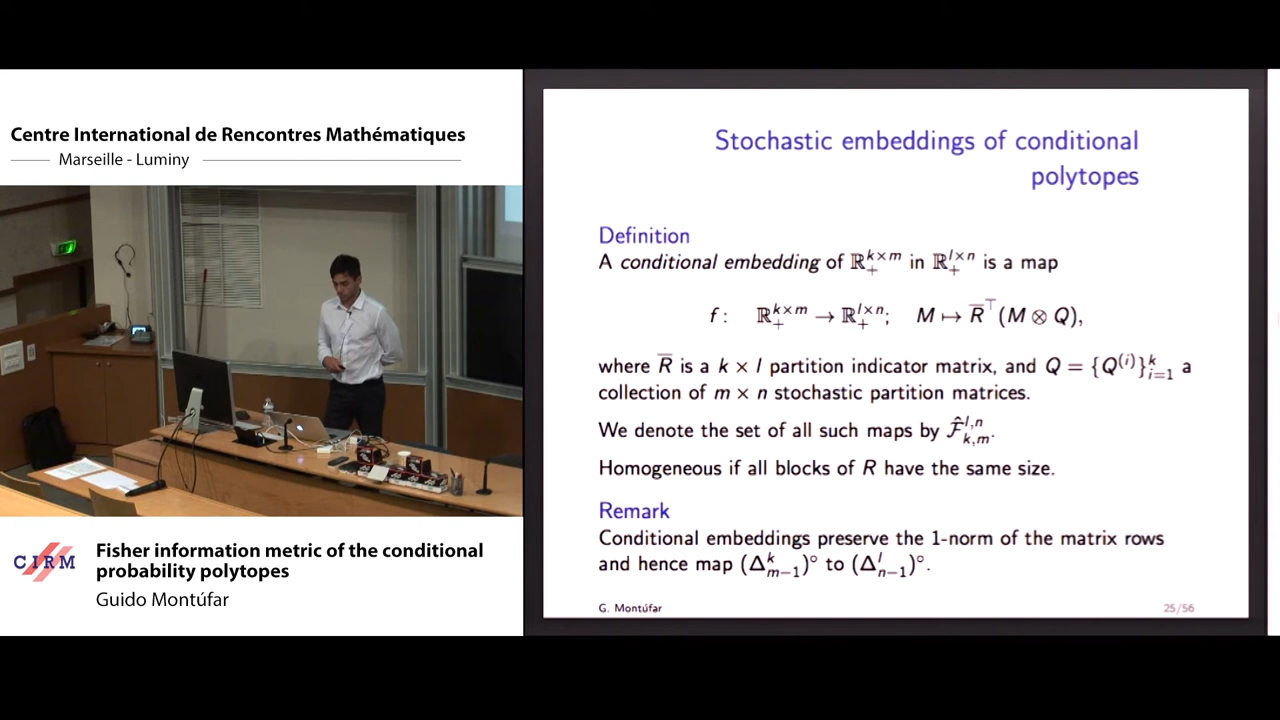 Centre International de Rencontres Mathématiques
Marseille - Luminy
CIRM
Fisher information metric of the conditional
probability polytopes
Guido Montúfar
Stochastic embeddings of conditional
polytopes
Definition
A conditional embedding of ℝ₊^{k×m} in ℝ₊^{l×n} is a map
f : ℝ₊^{k×m} → ℝ₊^{l×n}; M ↦ R̅^⊤(M ⊗ Q),
where R̅ is a k × l partition indicator matrix, and Q = {Q^{(i)}}_{i=1}^k a
collection of m × n stochastic partition matrices.
We denote the set of all such maps by \hat{ℱ}_{k,m}^{l,n}.
Homogeneous if all blocks of R have the same size.
Remark
Conditional embeddings preserve the 1-norm of the matrix rows
and hence map (Δ_{m−1}^k)° to (Δ_{n−1}^l)°.
G. Montúfar
25/56